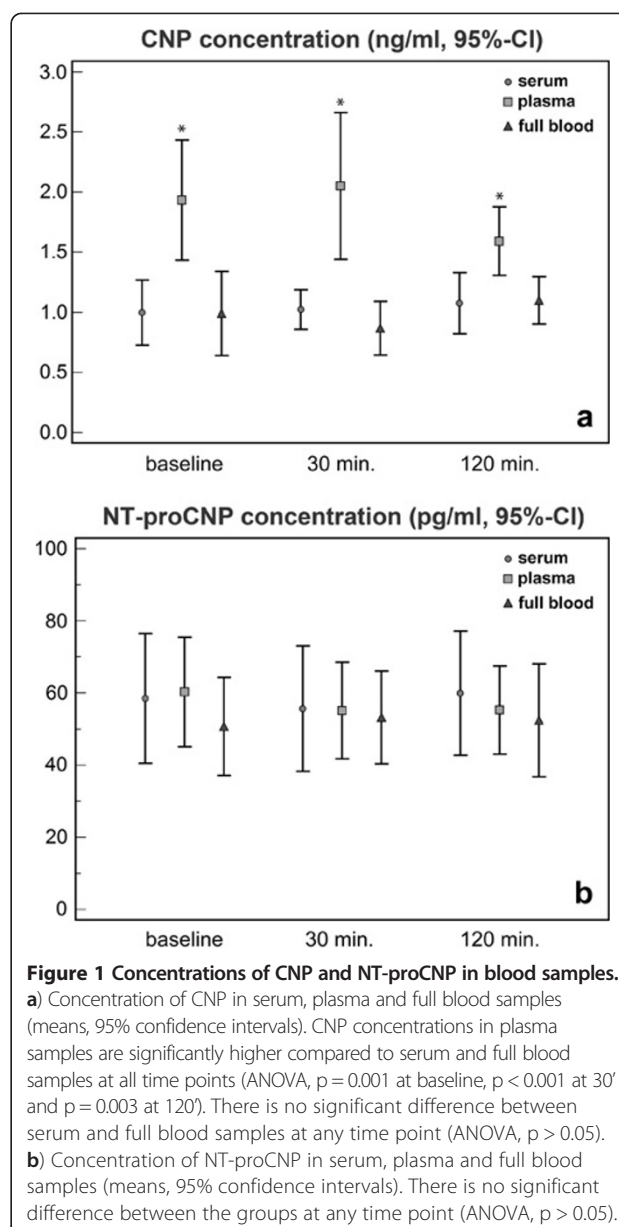 CNP concentration (ng/ml, 95%-CI)
3.0
serum
plasma
full blood
2.5
2.0
1.5
1.0
0.5
0.0
*
*
*
a
baseline 30 min. 120 min.
NT-proCNP concentration (pg/ml, 95%-CI)
100
serum
plasma
full blood
80
60
40
20
0
b
baseline 30 min. 120 min.
Figure 1 Concentrations of CNP and NT-proCNP in blood samples.
a) Concentration of CNP in serum, plasma and full blood samples
(means, 95% confidence intervals). CNP concentrations in plasma
samples are significantly higher compared to serum and full blood
samples at all time points (ANOVA, p = 0.001 at baseline, p < 0.001 at 30′
and p = 0.003 at 120′). There is no significant difference between
serum and full blood samples at any time point (ANOVA, p > 0.05).
b) Concentration of NT-proCNP in serum, plasma and full blood
samples (means, 95% confidence intervals). There is no significant
difference between the groups at any time point (ANOVA, p > 0.05).